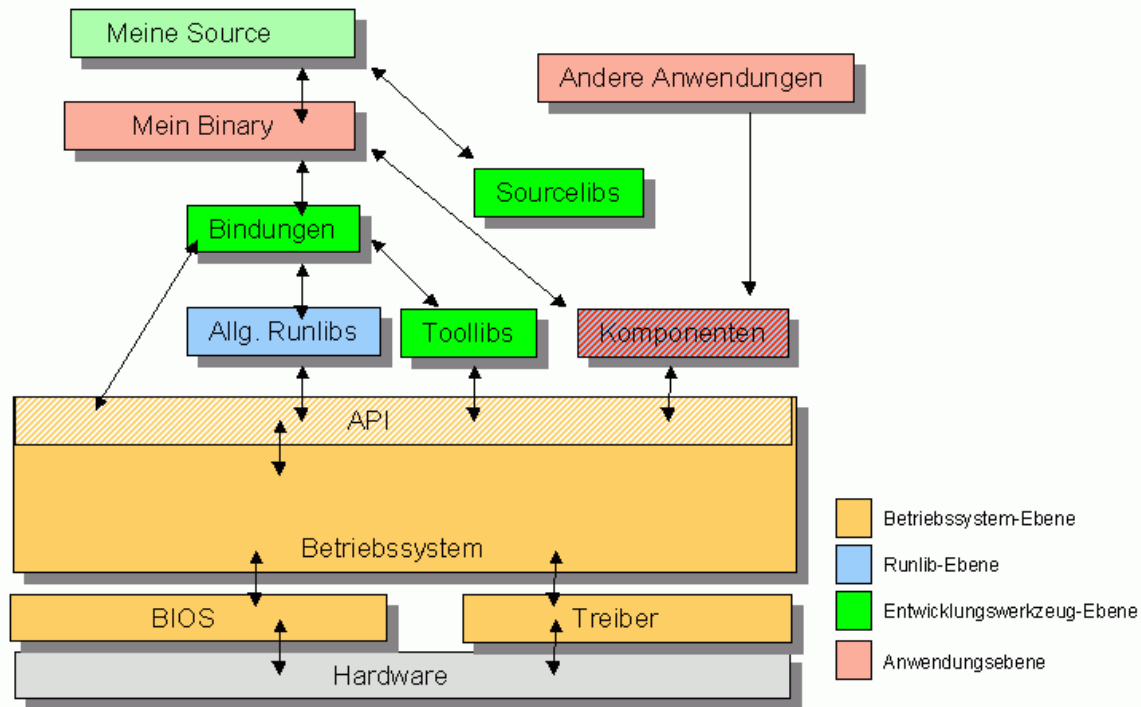 Meine Source
Andere Anwendungen
Mein Binary
Sourcelibs
Bindungen
Allg. Runlibs
Toollibs
Komponenten
API
Betriebssystem
BIOS
Treiber
Hardware
Betriebssystem-Ebene
Runlib-Ebene
Entwicklungswerkzeug-Ebene
Anwendungsebene